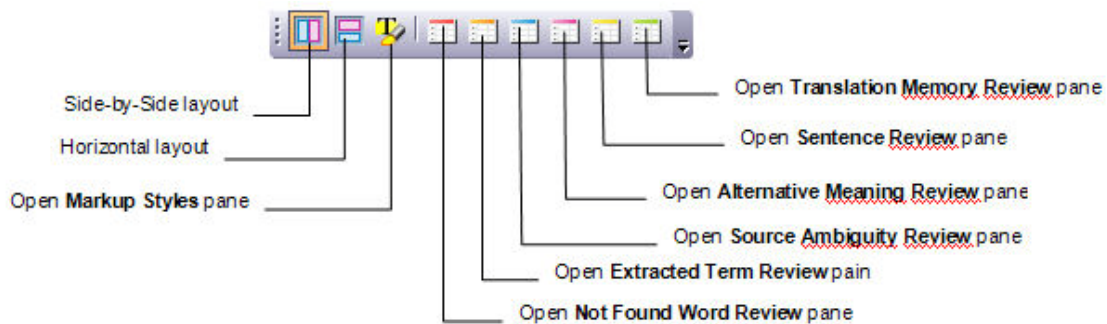 T
Side-by-Side layout
Open Translation Memory Review pane
Horizontal layout
Open Sentence Review pane
Open Markup Styles pane
Open Alternative Meaning Review pane
Open Source Ambiguity Review pane
Open Extracted Term Review pain
Open Not Found Word Review pane